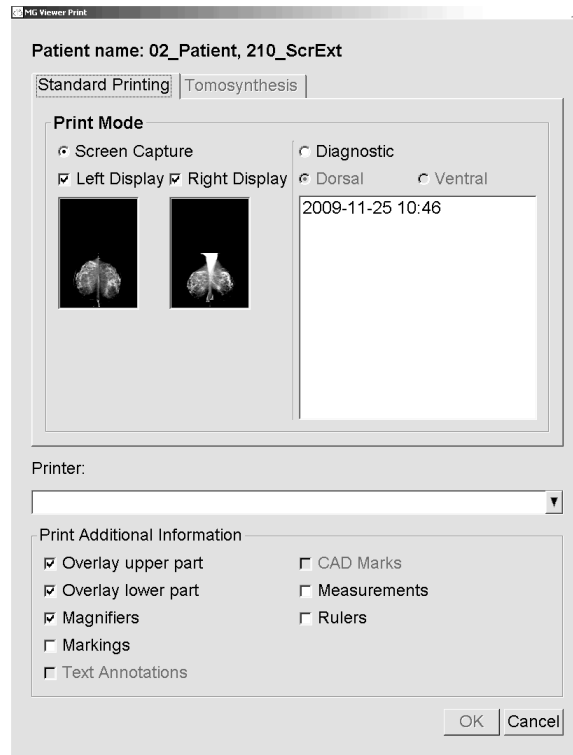 MG Viewer Print
Patient name: 02_Patient, 210_ScrExt
Standard Printing Tomosynthesis
Print Mode
Screen Capture
Left Display Right Display
Diagnostic
Dorsal Ventral
2009-11-25 10:46
Printer:
Print Additional Information
Overlay upper part
Overlay lower part
Magnifiers
Markings
Text Annotations
CAD Marks
Measurements
Rulers
OK Cancel